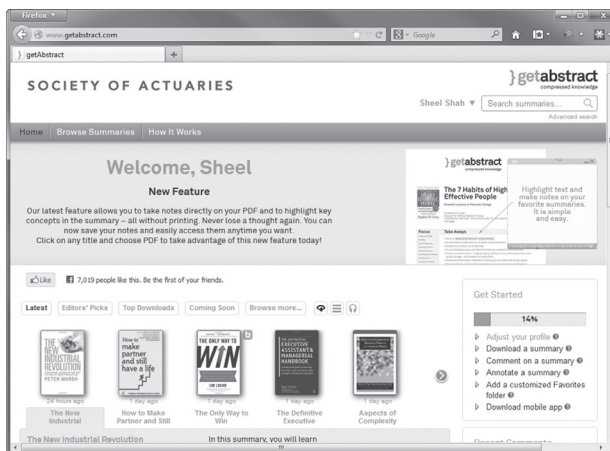 Firefox
www.getabstract.com
Google
getAbstract
SOCIETY OF ACTUARIES
getabstract
compressed knowledge
Sheel Shah
Search summaries...
Advanced search
Home Browse Summaries How It Works
Welcome, Sheel
New Feature
Our latest feature allows you to take notes directly on your PDF and to highlight key
concepts in the summary – all without printing. Never lose a thought again. You can
now save your notes and easily access them anytime you want.
Click on any title and choose PDF to take advantage of this new feature today!
getabstract
compressed knowledge
The 7 Habits of High
Effective People
Focus
Take-Aways
Highlight text and
make notes on your
favorite summaries.
It is simple
and easy.
Like 7,019 people like this. Be the first of your friends.
Latest Editors' Picks Top Downloads Coming Soon Browse more...
THE NEW INDUSTRIAL REVOLUTION
PETER MARSH
24 hours ago
The New
Industrial
How to
make
partner
and still
have a life
1 day ago
How to Make
Partner and Still
THE ONLY WAY TO
WIN
JIM LOEHR
1 day ago
The Only Way to
Win
EXECUTIVE
ASSISTANT &
MANAGERIAL
HANDBOOK
1 day ago
The Definitive
Executive
1 day ago
Aspects of
Complexity
The New Industrial Revolution
In this summary, you will learn
Get Started
14%
Adjust your profile
Download a summary
Comment on a summary
Annotate a summary
Add a customized Favorites
folder
Download mobile app
Recent Comments